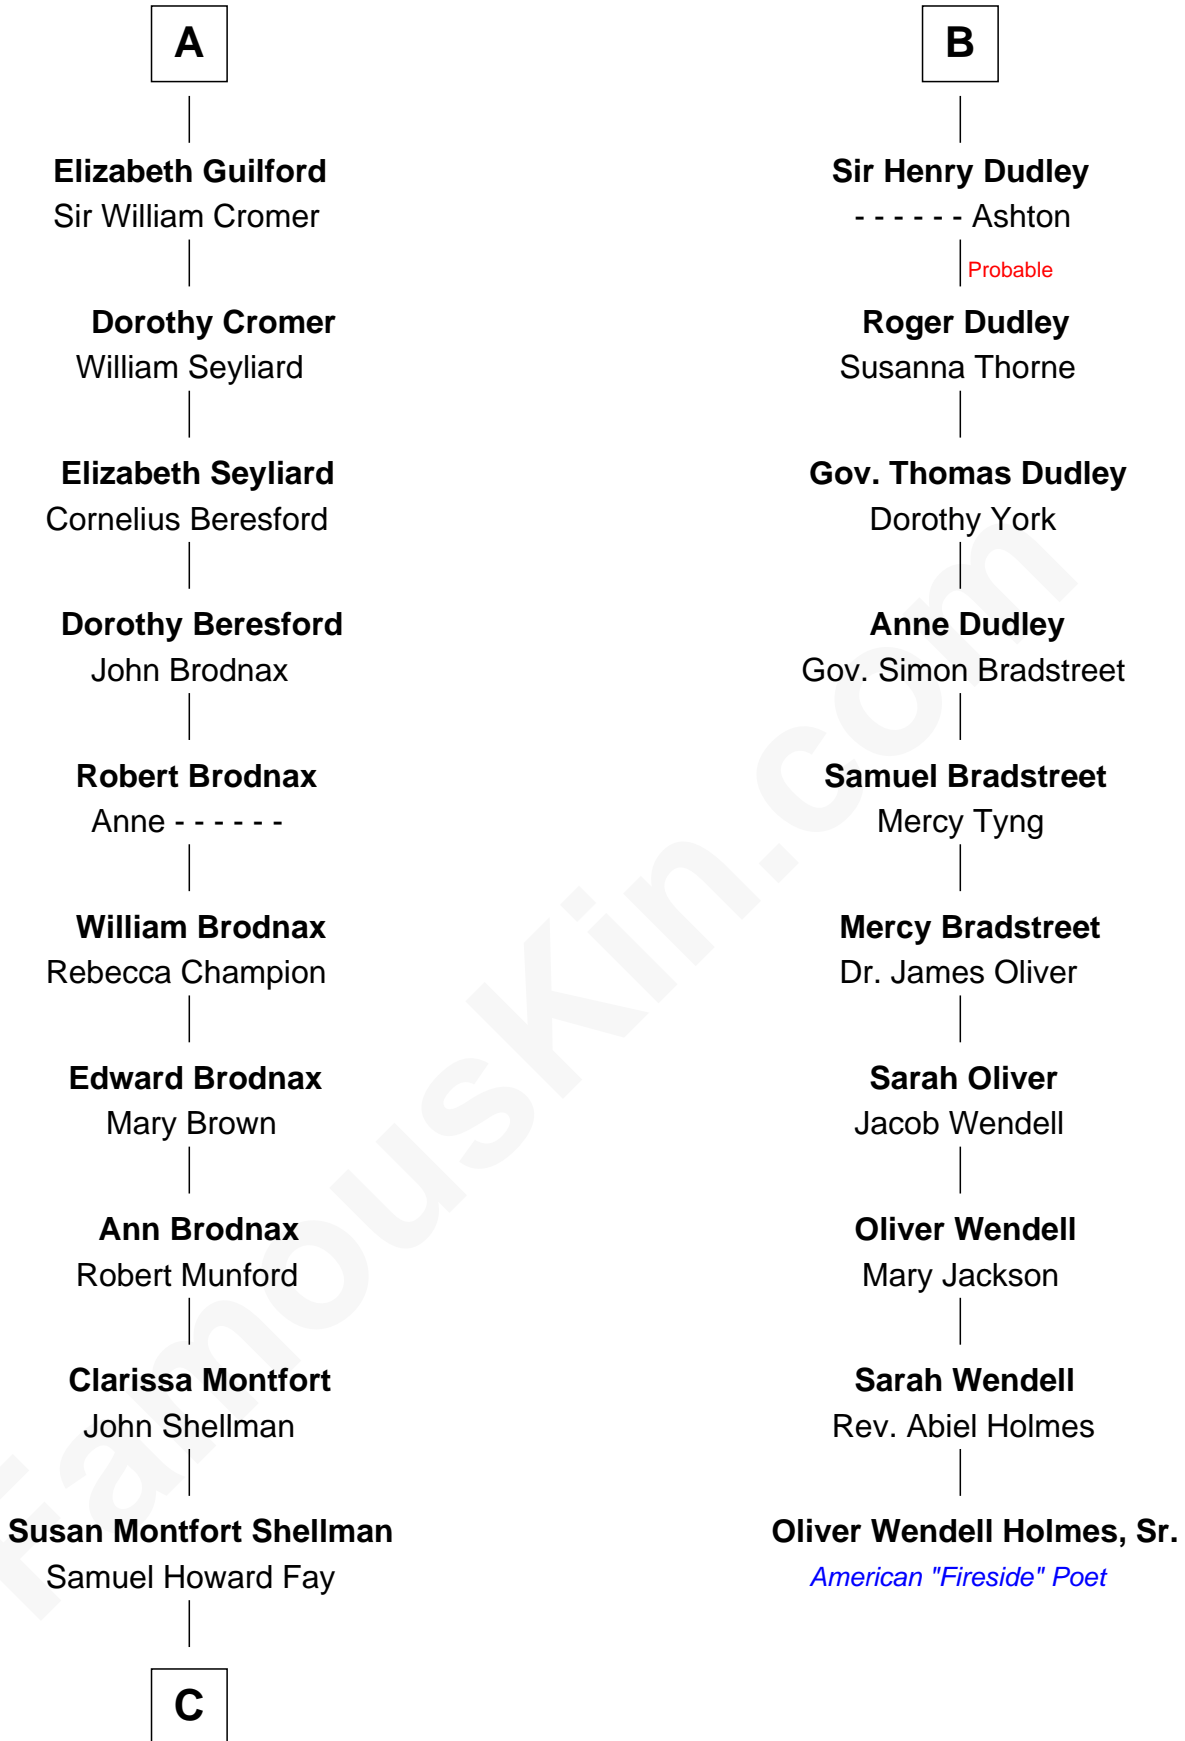 A
Elizabeth Guilford
Sir William Cromer
Dorothy Cromer
William Seyliard
Elizabeth Seyliard
Cornelius Beresford
Dorothy Beresford
John Brodnax
Robert Brodnax
Anne - - - - - -
William Brodnax
Rebecca Champion
Edward Brodnax
Mary Brown
Ann Brodnax
Robert Munford
Clarissa Montfort
John Shellman
Susan Montfort Shellman
Samuel Howard Fay
C
B
Sir Henry Dudley
- - - - - - Ashton
Probable
Roger Dudley
Susanna Thorne
Gov. Thomas Dudley
Dorothy York
Anne Dudley
Gov. Simon Bradstreet
Samuel Bradstreet
Mercy Tyng
Mercy Bradstreet
Dr. James Oliver
Sarah Oliver
Jacob Wendell
Oliver Wendell
Mary Jackson
Sarah Wendell
Rev. Abiel Holmes
Oliver Wendell Holmes, Sr.
American "Fireside" Poet
FamousKin.com